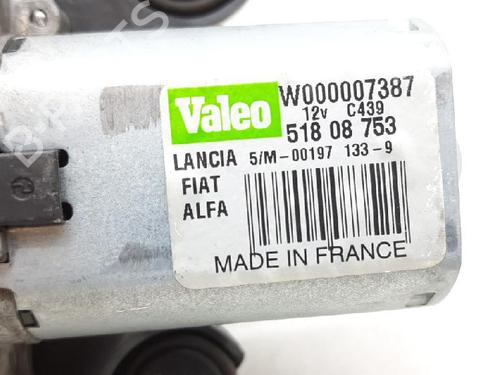 Valeo W000007387
12v C439
518 08 753
LANCIA 5/M-00197 133-9
FIAT
ALFA
MADE IN FRANCE